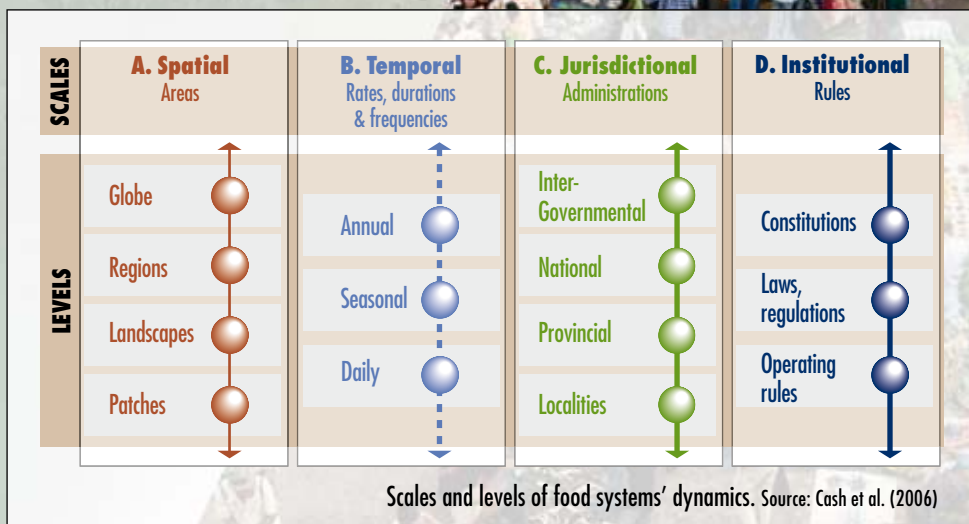 SCALES
A. Spatial
Areas
B. Temporal
Rates, durations
& frequencies
C. Jurisdictional
Administrations
D. Institutional
Rules
LEVELS
Globe
Regions
Landscapes
Patches
Annual
Seasonal
Daily
Inter-
Governmental
National
Provincial
Localities
Constitutions
Laws,
regulations
Operating
rules
Scales and levels of food systems’ dynamics. Source: Cash et al. (2006)